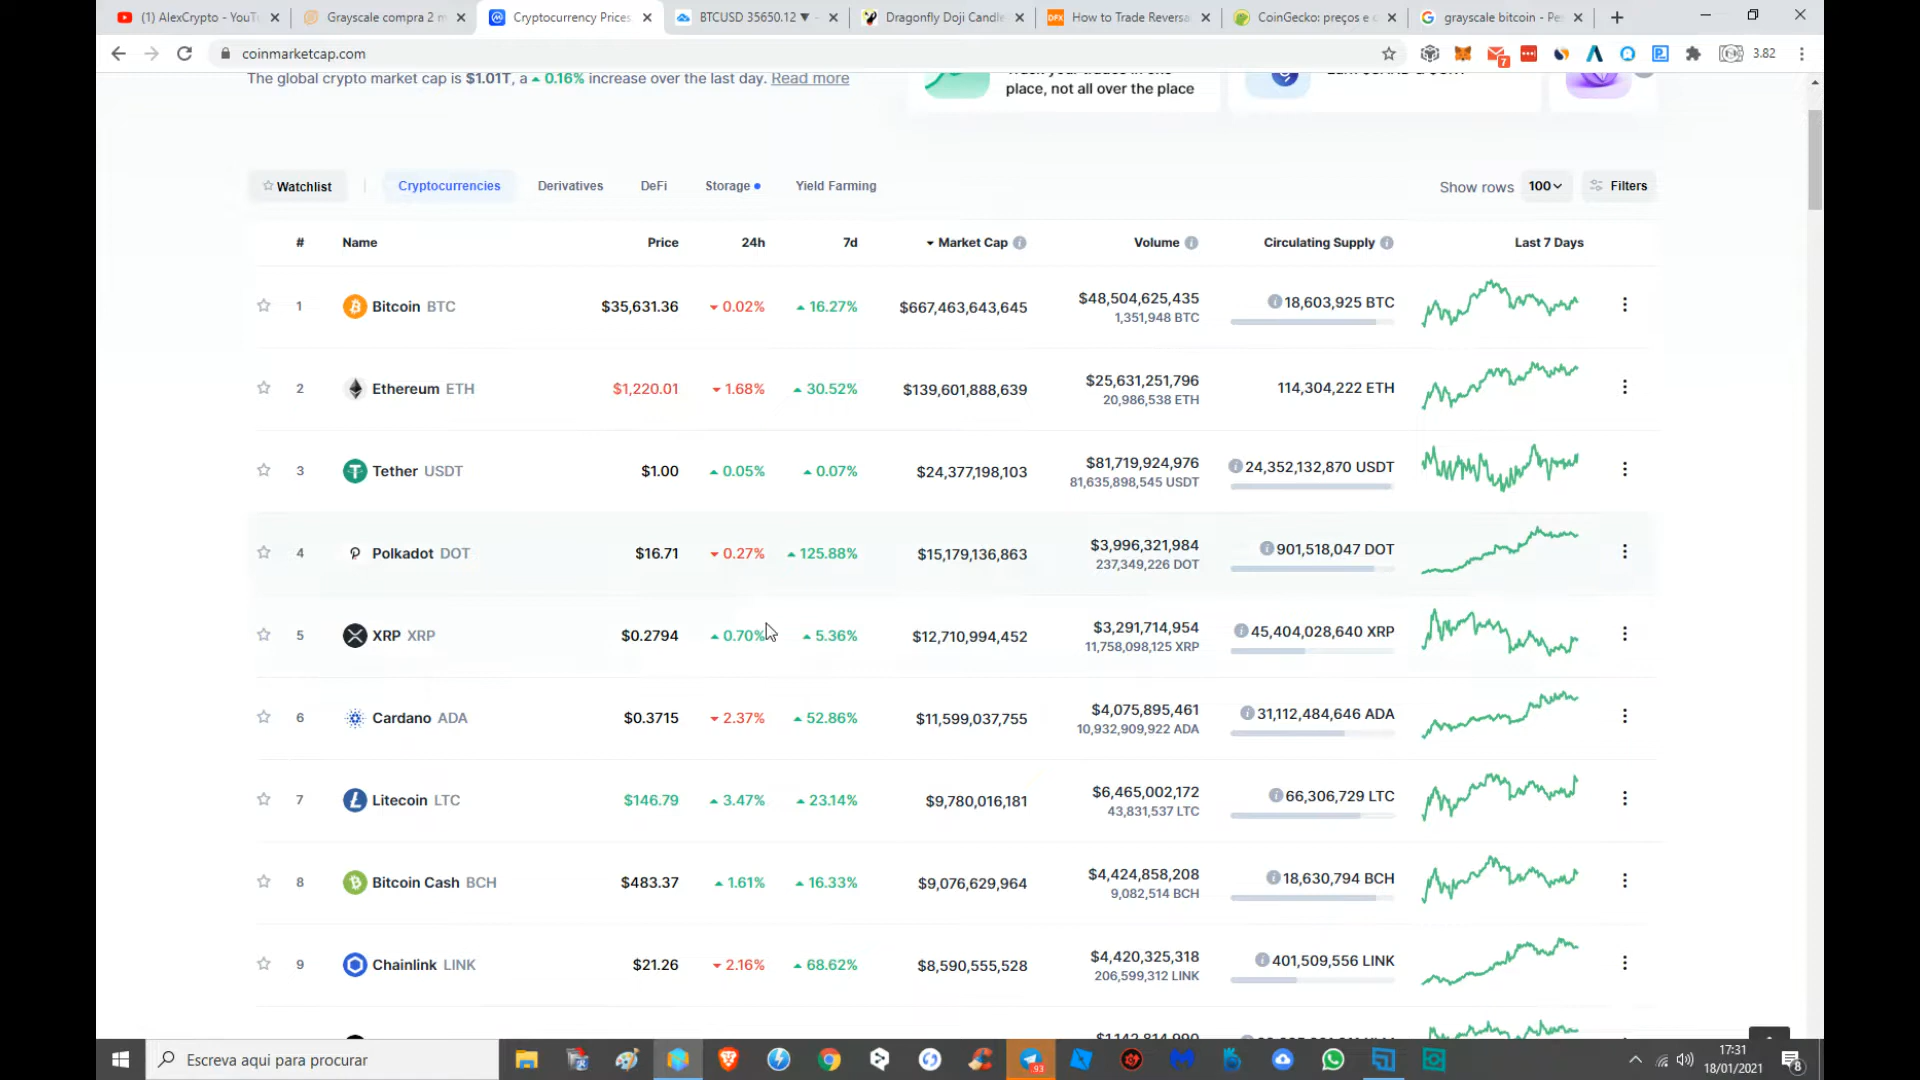 (1) AlexCrypto - YouTu
Grayscale compra 2 m
Cryptocurrency Prices,
BTCUSD 35650.12 ▼ -
Dragonfly Doji Candle
How to Trade Reversa
CoinGecko: preços e c
grayscale bitcoin - Pes
coinmarketcap.com
7
3.82
The global crypto market cap is $1.01T, a 0.16% increase over the last day. Read more
place, not all over the place
Watchlist
Cryptocurrencies
Derivatives
DeFi
Storage
Yield Farming
Show rows
100
Filters
# Name Price 24h 7d Market Cap Volume Circulating Supply Last 7 Days
1 Bitcoin BTC $35,631.36 0.02% 16.27% $667,463,643,645 $48,504,625,435 18,603,925 BTC
1,351,948 BTC
2 Ethereum ETH $1,220.01 1.68% 30.52% $139,601,888,639 $25,631,251,796 114,304,222 ETH
20,986,538 ETH
3 Tether USDT $1.00 0.05% 0.07% $24,377,198,103 $81,719,924,976 24,352,132,870 USDT
81,635,898,545 USDT
4 Polkadot DOT $16.71 0.27% 125.88% $15,179,136,863 $3,996,321,984 901,518,047 DOT
237,349,226 DOT
5 XRP XRP $0.2794 0.70% 5.36% $12,710,994,452 $3,291,714,954 45,404,028,640 XRP
11,758,098,125 XRP
6 Cardano ADA $0.3715 2.37% 52.86% $11,599,037,755 $4,075,895,461 31,112,484,646 ADA
10,932,909,922 ADA
7 Litecoin LTC $146.79 3.47% 23.14% $9,780,016,181 $6,465,002,172 66,306,729 LTC
43,831,537 LTC
8 Bitcoin Cash BCH $483.37 1.61% 16.33% $9,076,629,964 $4,424,858,208 18,630,794 BCH
9,082,514 BCH
9 Chainlink LINK $21.26 2.16% 68.62% $8,590,555,528 $4,420,325,318 401,509,556 LINK
206,599,312 LINK
Escreva aqui para procurar
93
17:31
18/01/2021
8